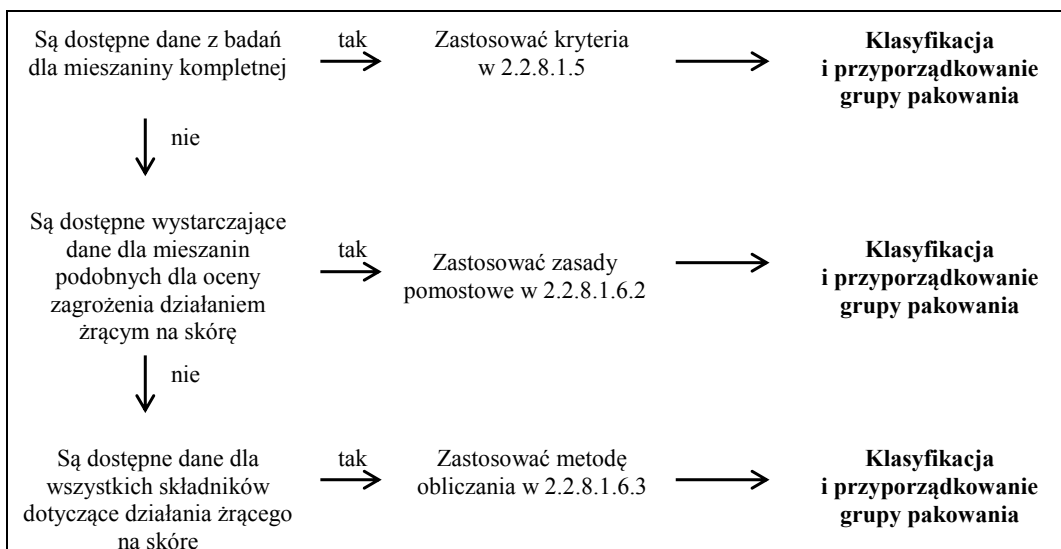 Są dostępne dane z badań
dla mieszaniny kompletnej
tak
Zastosować kryteria
w 2.2.8.1.5
Klasyfikacja
i przyporządkowanie
grupy pakowania
nie
Są dostępne wystarczające
dane dla mieszanin
podobnych dla oceny
zagrożenia działaniem
żrącym na skórę
tak
Zastosować zasady
pomostowe w 2.2.8.1.6.2
Klasyfikacja
i przyporządkowanie
grupy pakowania
nie
Są dostępne dane dla
wszystkich składników
dotyczące działania żrącego
na skórę
tak
Zastosować metodę
obliczania w 2.2.8.1.6.3
Klasyfikacja
i przyporządkowanie
grupy pakowania